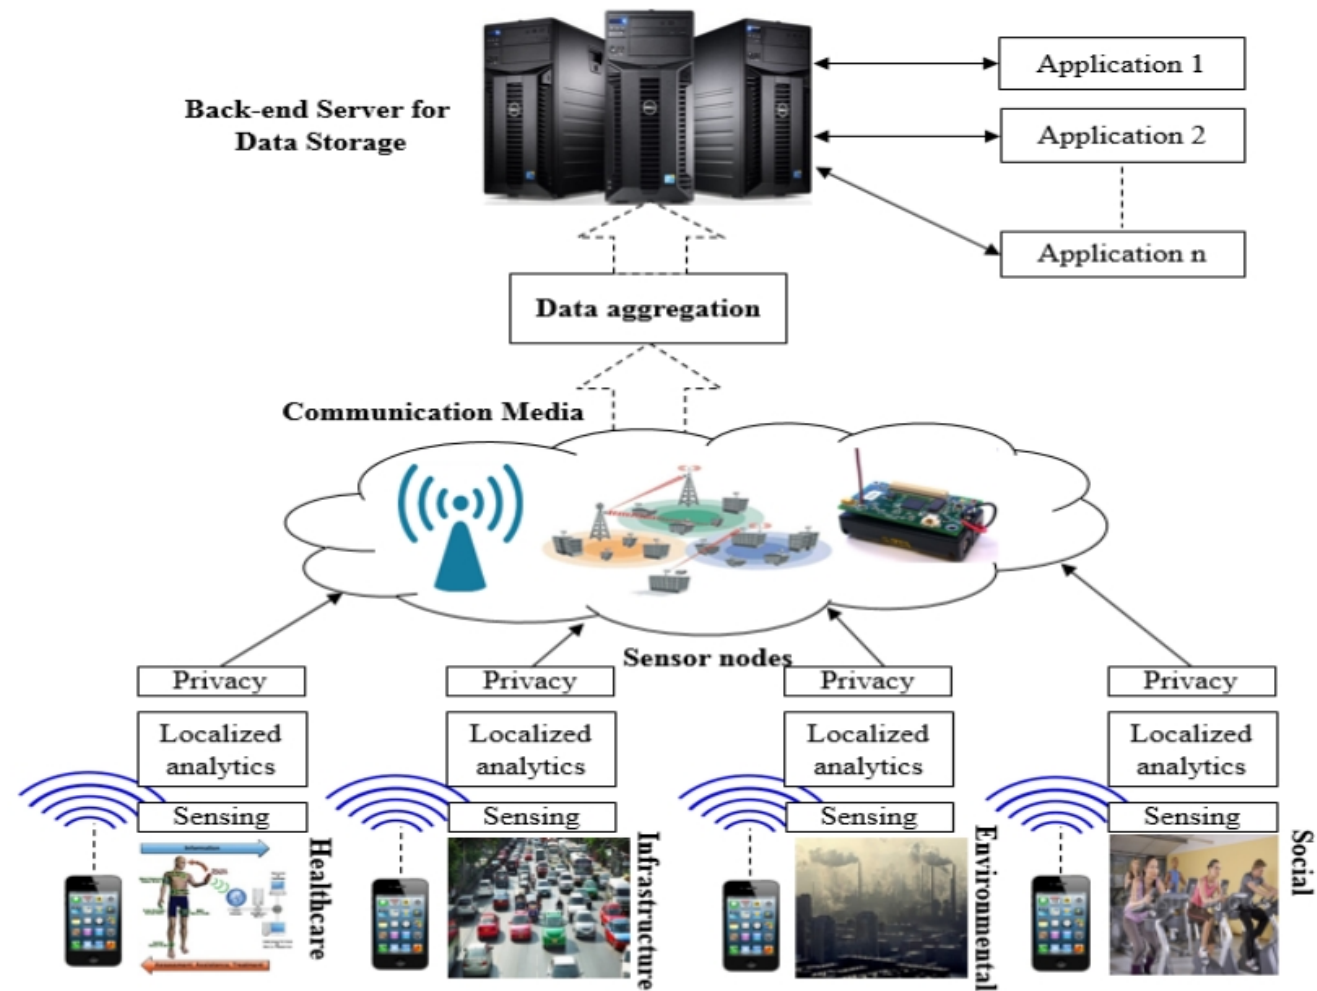 Application 1
Back-end Server for
Data Storage
Application 2
Application n
Data aggregation
Communication Media
Sensor nodes
Privacy
Privacy
Privacy
Privacy
Localized
analytics
Localized
analytics
Localized
analytics
Localized
analytics
Sensing
Sensing
Sensing
Sensing
Healthcare
Infrastructure
Environmental
Social
Information